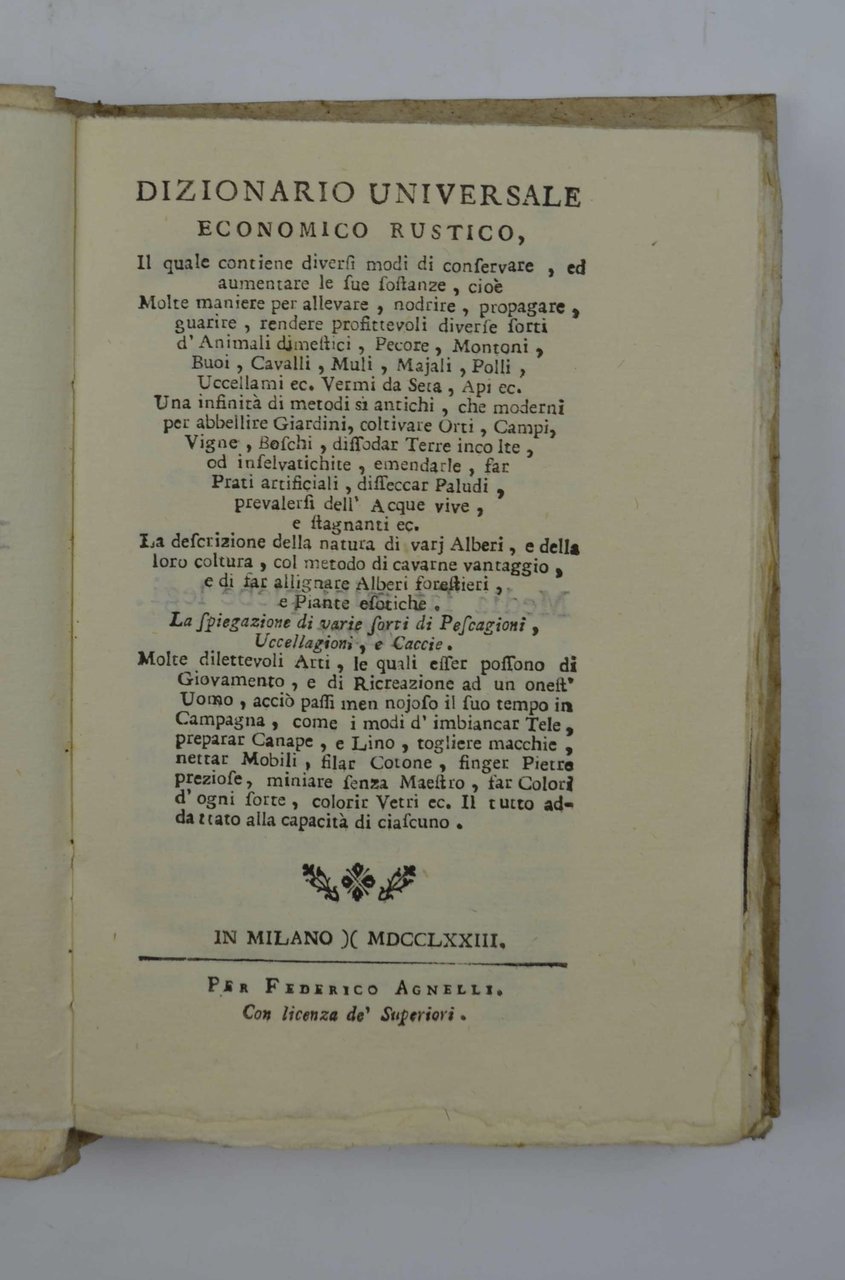 DIZIONARIO UNIVERSALE
ECONOMICO RUSTICO,
Il quale contiene diverſi modi di conſervare , ed
aumentare le ſue ſoſtanze , cioè
Molte maniere per allevare , nodrire , propagare ,
guarire , rendere profittevoli diverſe ſorti
d' Animali dimeſtici , Pecore , Montoni ,
Buoi , Cavalli , Muli , Majali , Polli ,
Uccellami ec. Vermi da Seta , Api ec.
Una infinità di metodi sì antichi , che moderni
per abbellire Giardini, coltivare Orti , Campi,
Vigne , Boſchi , diſſodar Terre inco lte ,
od inſelvatichite , emendarle , far
Prati artificiali , diſſeccar Paludi ,
prevalerſi dell' Acque vive ,
e ſtagnanti ec.
La deſcrizione della natura di varj Alberi , e della
loro coltura , col metodo di cavarne vantaggio ,
e di far allignare Alberi foreſtieri ,
e Piante eſotiche .
La ſpiegazione di varie ſorti di Peſcagioni ,
Uccellagioni , e Caccie .
Molte dilettevoli Arti , le quali eſſer poſſono di
Giovamento , e di Ricreazione ad un oneſt'
Uomo , acciò paſſi men nojoſo il ſuo tempo in
Campagna , come i modi d' imbiancar Tele ,
preparar Canape , e Lino , togliere macchie ,
nettar Mobili , filar Cotone , finger Pietre
prezioſe, miniare ſenza Maeſtro , far Colori
d' ogni ſorte , colorir Vetri ec. Il tutto ad-
dattato alla capacità di ciaſcuno .
IN MILANO )( MDCCLXXIII.
PER FEDERICO AGNELLI.
Con licenza de' Superiori .